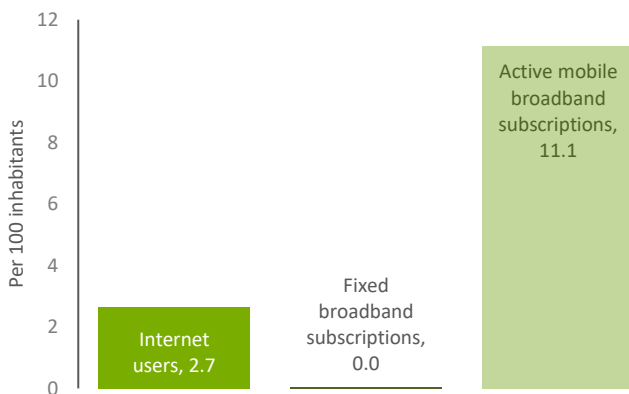 Per 100 inhabitants
12
10
8
6
4
2
0
Internet
users, 2.7
Fixed
broadband
subscriptions,
0.0
Active mobile
broadband
subscriptions,
11.1